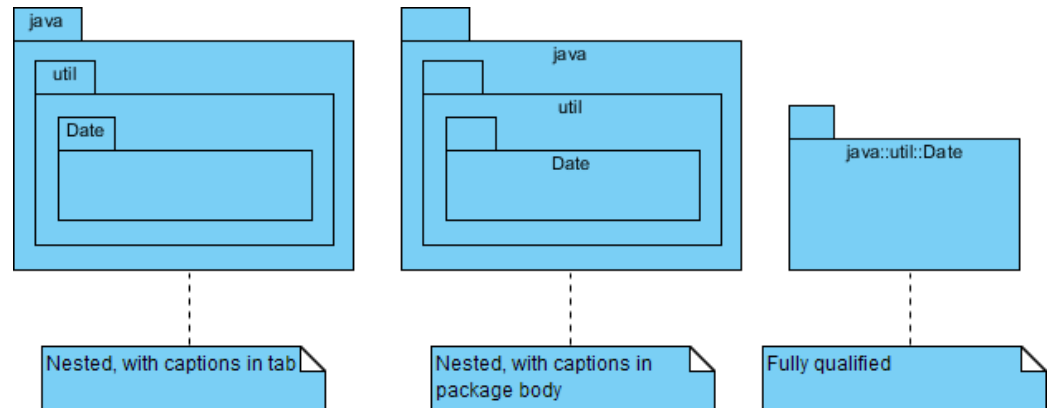 java
util
Date
Nested, with captions in tab
java
util
Date
Nested, with captions in
package body
java::util::Date
Fully qualified